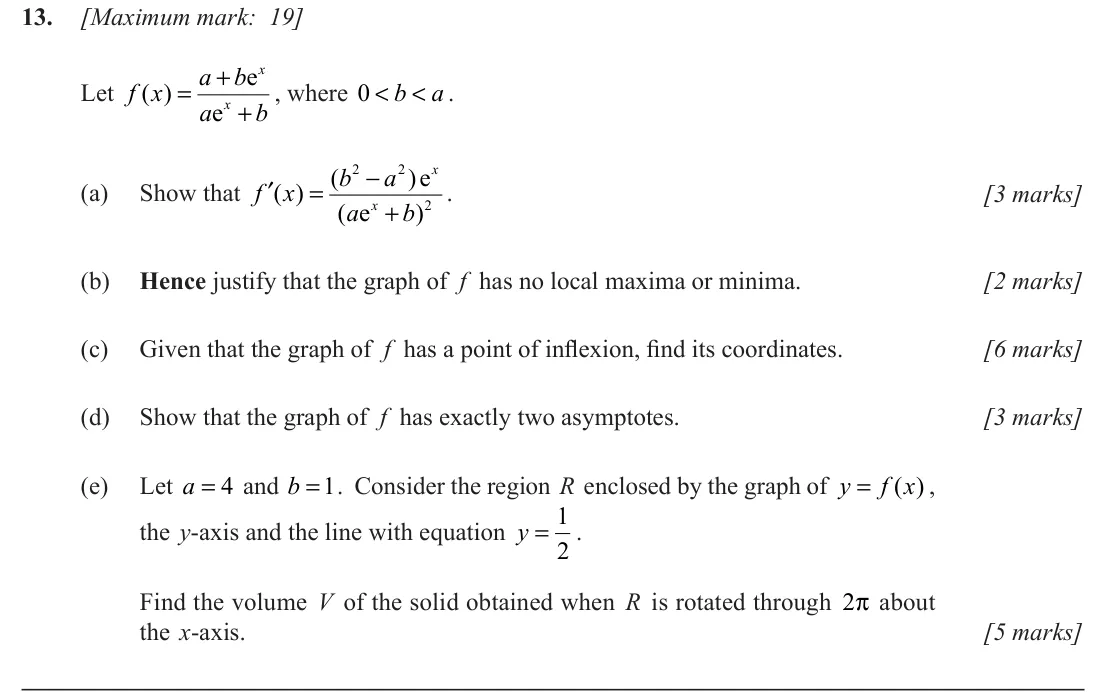 13. [Maximum mark: 19]
Let f(x) = (a + be^x)/(ae^x + b), where 0 < b < a.
(a) Show that f′(x) = ((b² − a²)e^x)/((ae^x + b)²). [3 marks]
(b) Hence justify that the graph of f has no local maxima or minima. [2 marks]
(c) Given that the graph of f has a point of inflexion, find its coordinates. [6 marks]
(d) Show that the graph of f has exactly two asymptotes. [3 marks]
(e) Let a = 4 and b = 1. Consider the region R enclosed by the graph of y = f(x),
the y-axis and the line with equation y = 1/2.
Find the volume V of the solid obtained when R is rotated through 2π about
the x-axis. [5 marks]